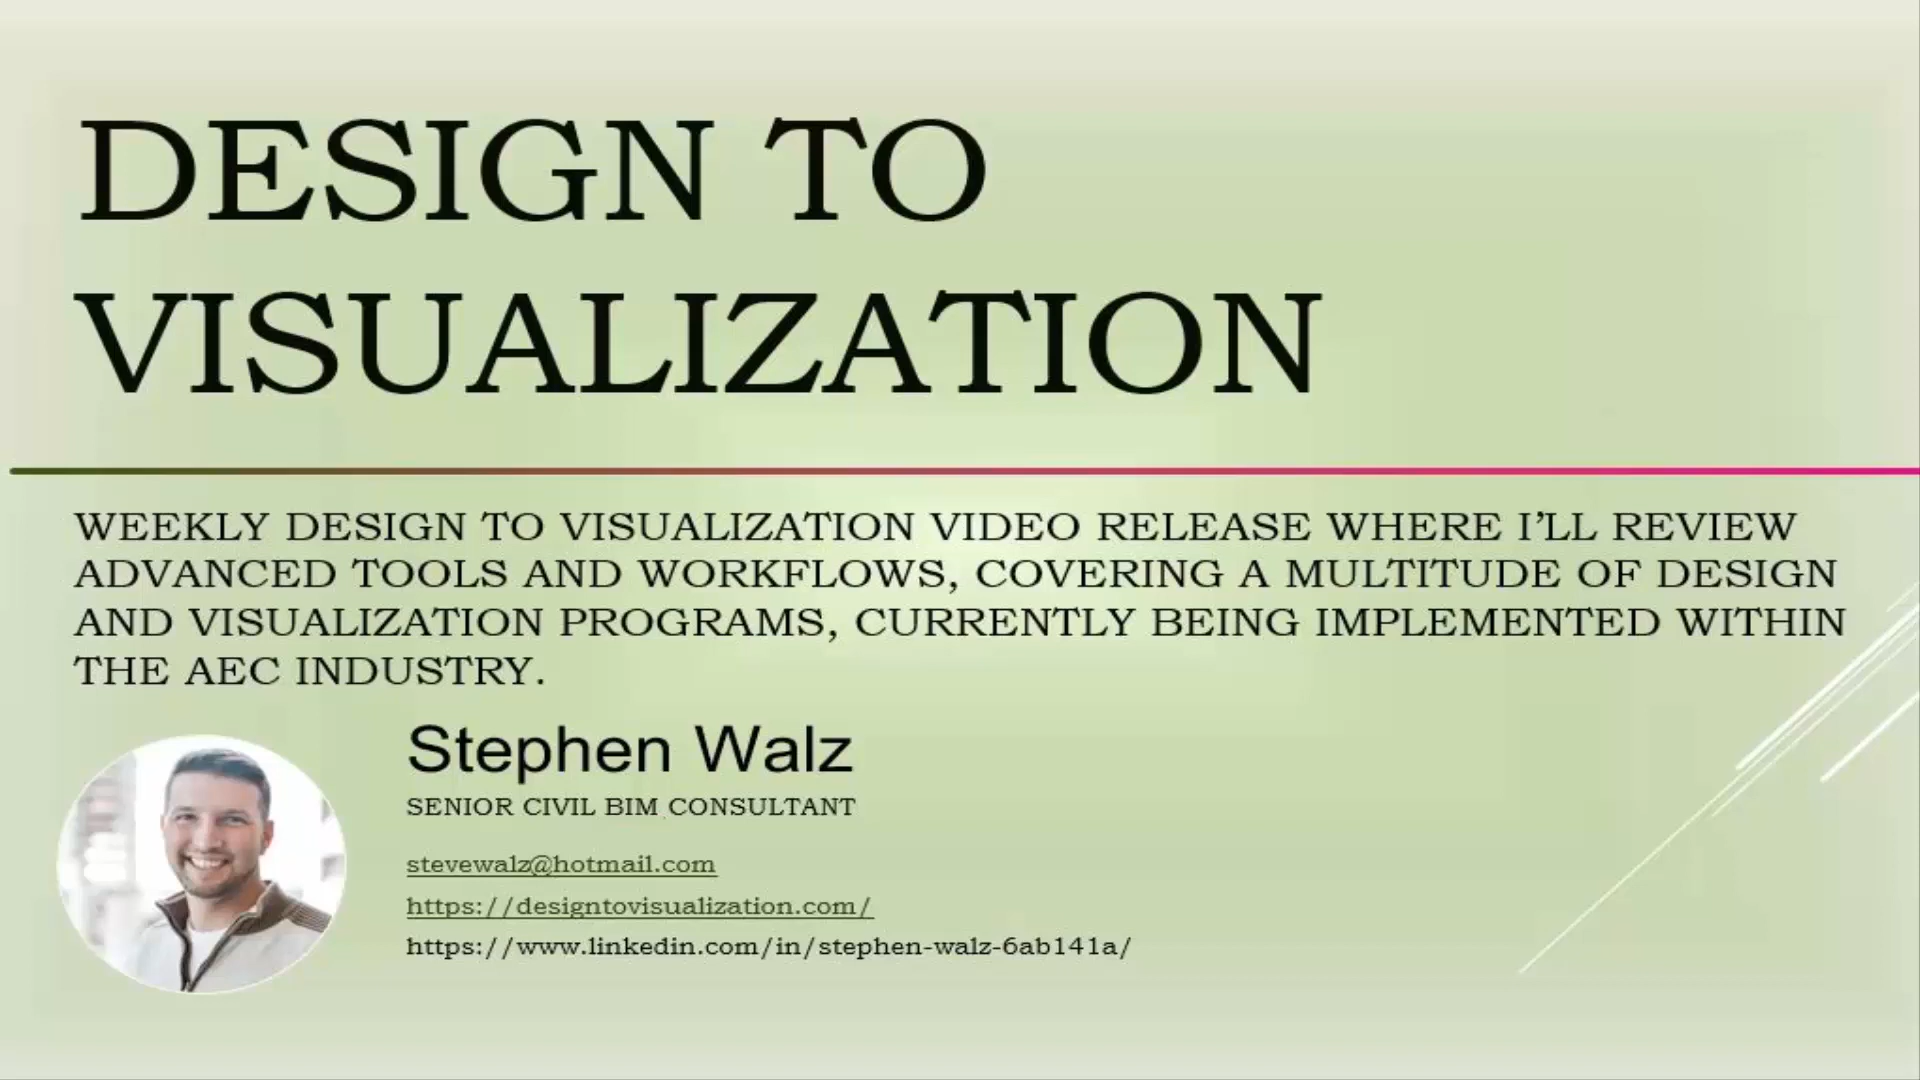 DESIGN TO
VISUALIZATION
WEEKLY DESIGN TO VISUALIZATION VIDEO RELEASE WHERE I’LL REVIEW
ADVANCED TOOLS AND WORKFLOWS, COVERING A MULTITUDE OF DESIGN
AND VISUALIZATION PROGRAMS, CURRENTLY BEING IMPLEMENTED WITHIN
THE AEC INDUSTRY.
Stephen Walz
SENIOR CIVIL BIM CONSULTANT
stevewalz@hotmail.com
https://designtovisualization.com/
https://www.linkedin.com/in/stephen-walz-6ab141a/